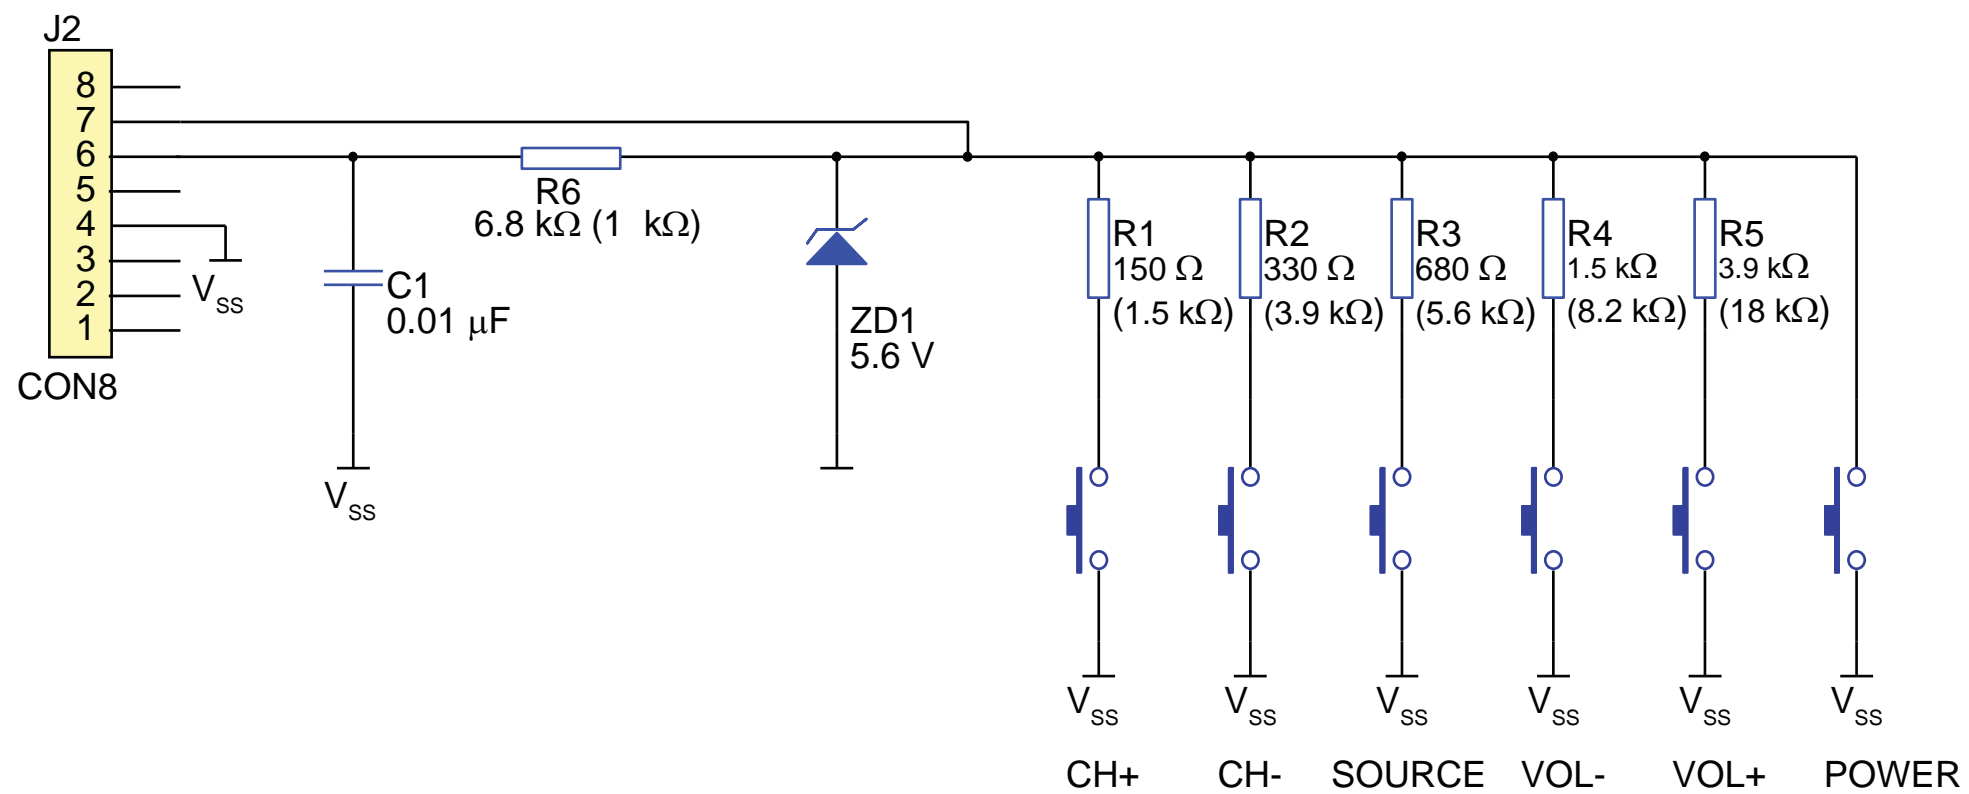 J2
8
7
6
5
4
3
2
1
CON8
VSS
C1
0.01 μF
VSS
R6
6.8 kΩ (1 kΩ)
ZD1
5.6 V
R1
150 Ω
(1.5 kΩ)
R2
330 Ω
(3.9 kΩ)
R3
680 Ω
(5.6 kΩ)
R4
1.5 kΩ
(8.2 kΩ)
R5
3.9 kΩ
(18 kΩ)
VSS
VSS
VSS
VSS
VSS
VSS
CH+
CH-
SOURCE
VOL-
VOL+
POWER